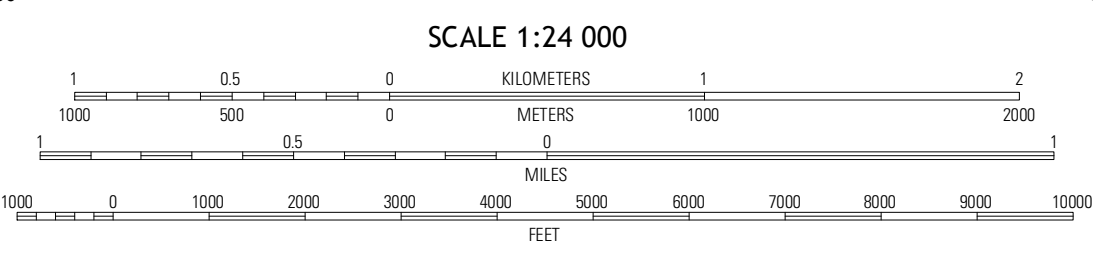 SCALE 1:24 000
1 0.5 0 KILOMETERS 1 2
1000 500 0 METERS 1000 2000
1 0.5 0 1
MILES
1000 0 1000 2000 3000 4000 5000 6000 7000 8000 9000 10000
FEET